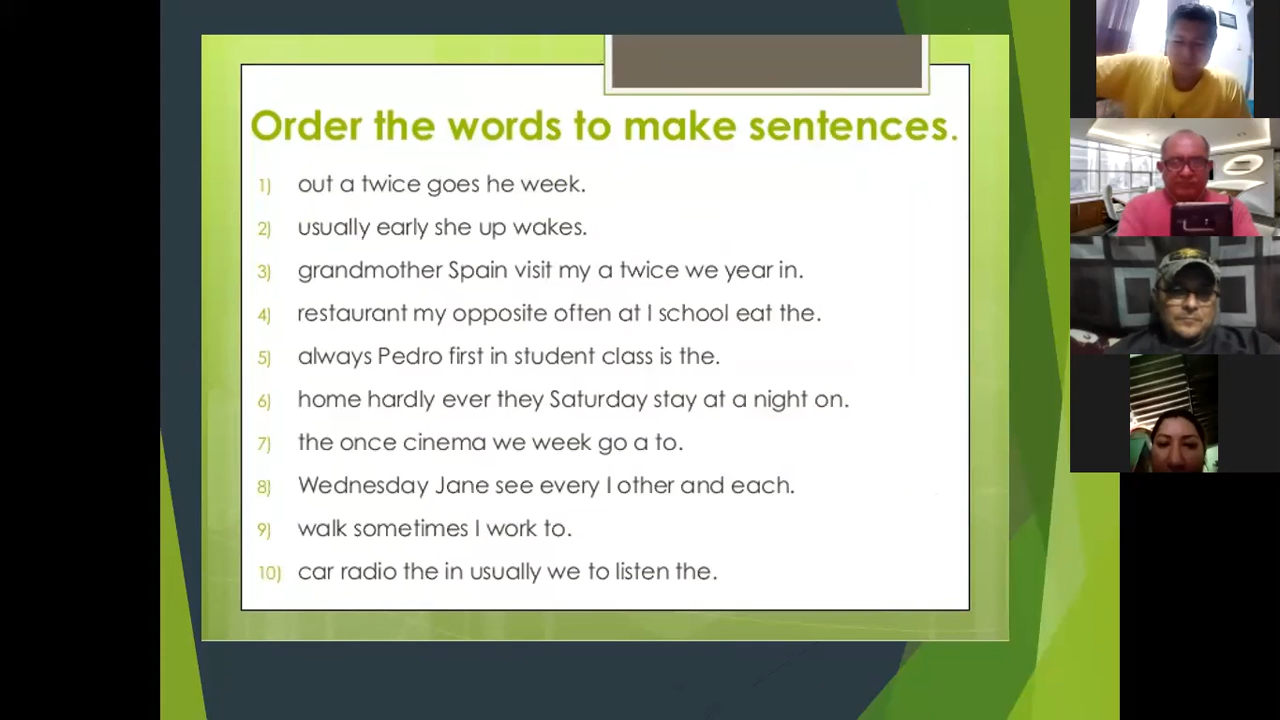 Order the words to make sentences.
1) out a twice goes he week.
2) usually early she up wakes.
3) grandmother Spain visit my a twice we year in.
4) restaurant my opposite often at I school eat the.
5) always Pedro first in student class is the.
6) home hardly ever they Saturday stay at a night on.
7) the once cinema we week go a to.
8) Wednesday Jane see every I other and each.
9) walk sometimes I work to.
10) car radio the in usually we to listen the.